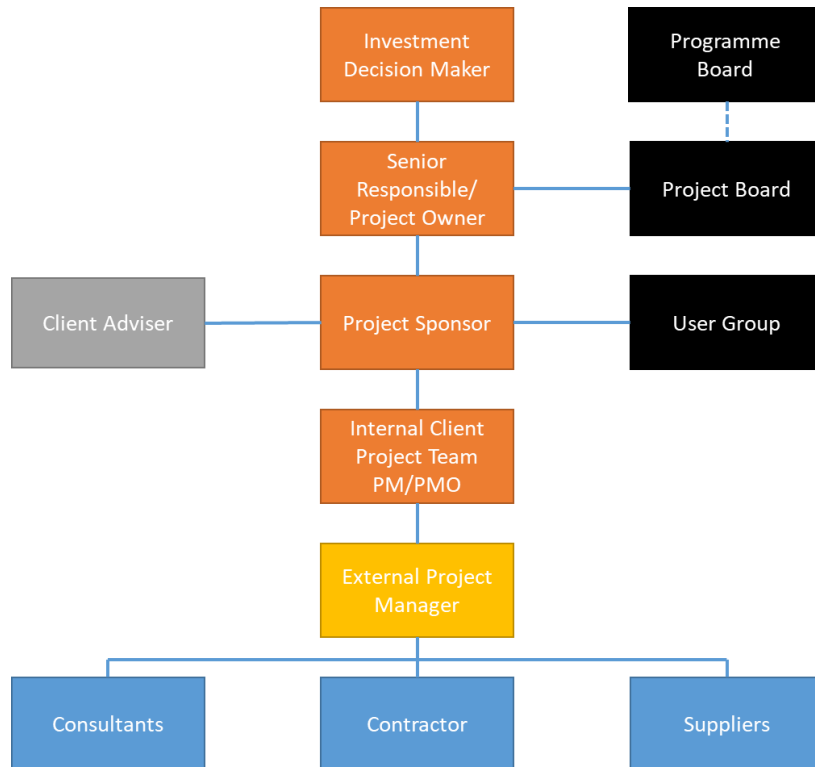 Investment
Decision Maker
Programme
Board
Senior
Responsible/
Project Owner
Project Board
Client Adviser
Project Sponsor
User Group
Internal Client
Project Team
PM/PMO
External Project
Manager
Consultants
Contractor
Suppliers